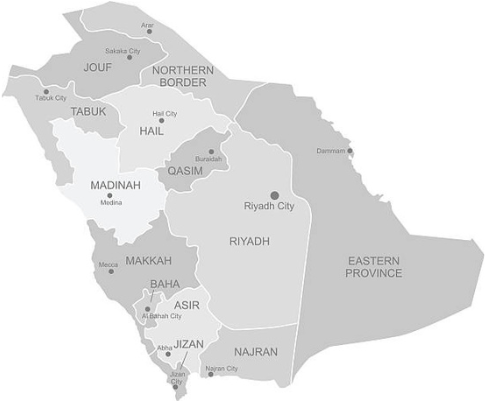 Arar
Sakaka City
JOUF
NORTHERN
BORDER
Tabuk City
TABUK
Hail City
HAIL
Buraidah
QASIM
Dammam
MADINAH
Medina
Riyadh City
RIYADH
MAKKAH
Mecca
EASTERN
PROVINCE
BAHA
ASIR
Al Bahah City
Abha
JIZAN
NAJRAN
Jizan
City
Najran City